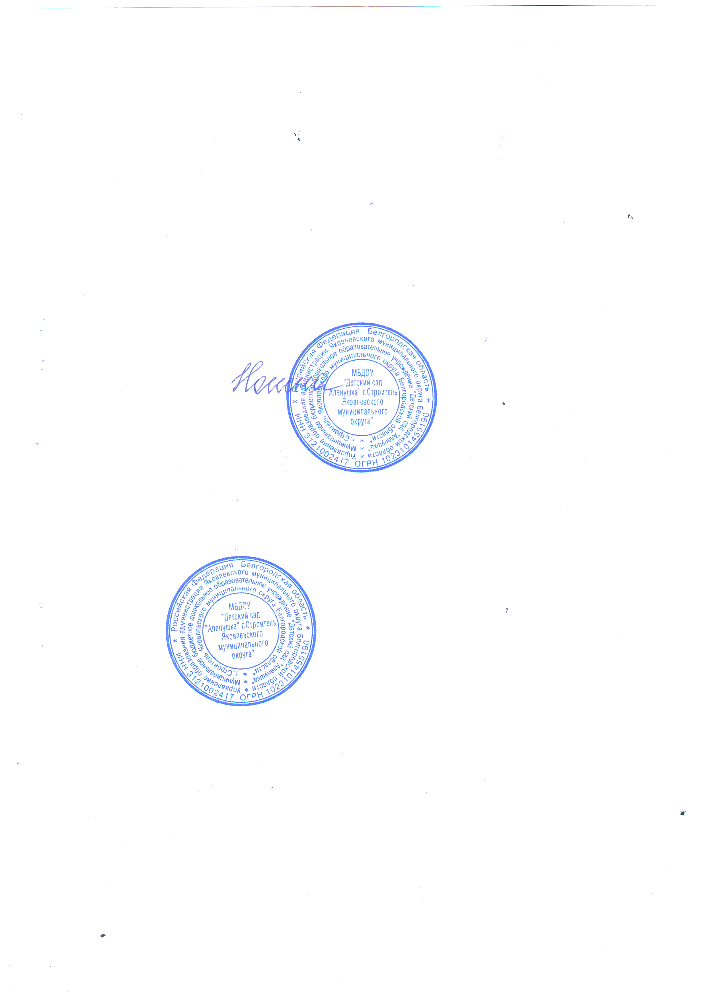 * Российская Федерация Белгородская область *
ИНН 3121002417 ОГРН 1023101455190
* Управление образования администрации Яковлевского муниципального округа Белгородской области
* Муниципальное бюджетное дошкольное образовательное учреждение "Детский сад "Аленушка"
* г.Строитель Яковлевского муниципального округа Белгородской области"
МБДОУ
"Детский сад
"Аленушка" г.Строитель
Яковлевского
муниципального
округа"
* Российская Федерация Белгородская область *
ИНН 3121002417 ОГРН 1023101455190
* Управление образования администрации Яковлевского муниципального округа Белгородской области
* Муниципальное бюджетное дошкольное образовательное учреждение "Детский сад "Аленушка"
* г.Строитель Яковлевского муниципального округа Белгородской области"
МБДОУ
"Детский сад
"Аленушка" г.Строитель
Яковлевского
муниципального
округа"